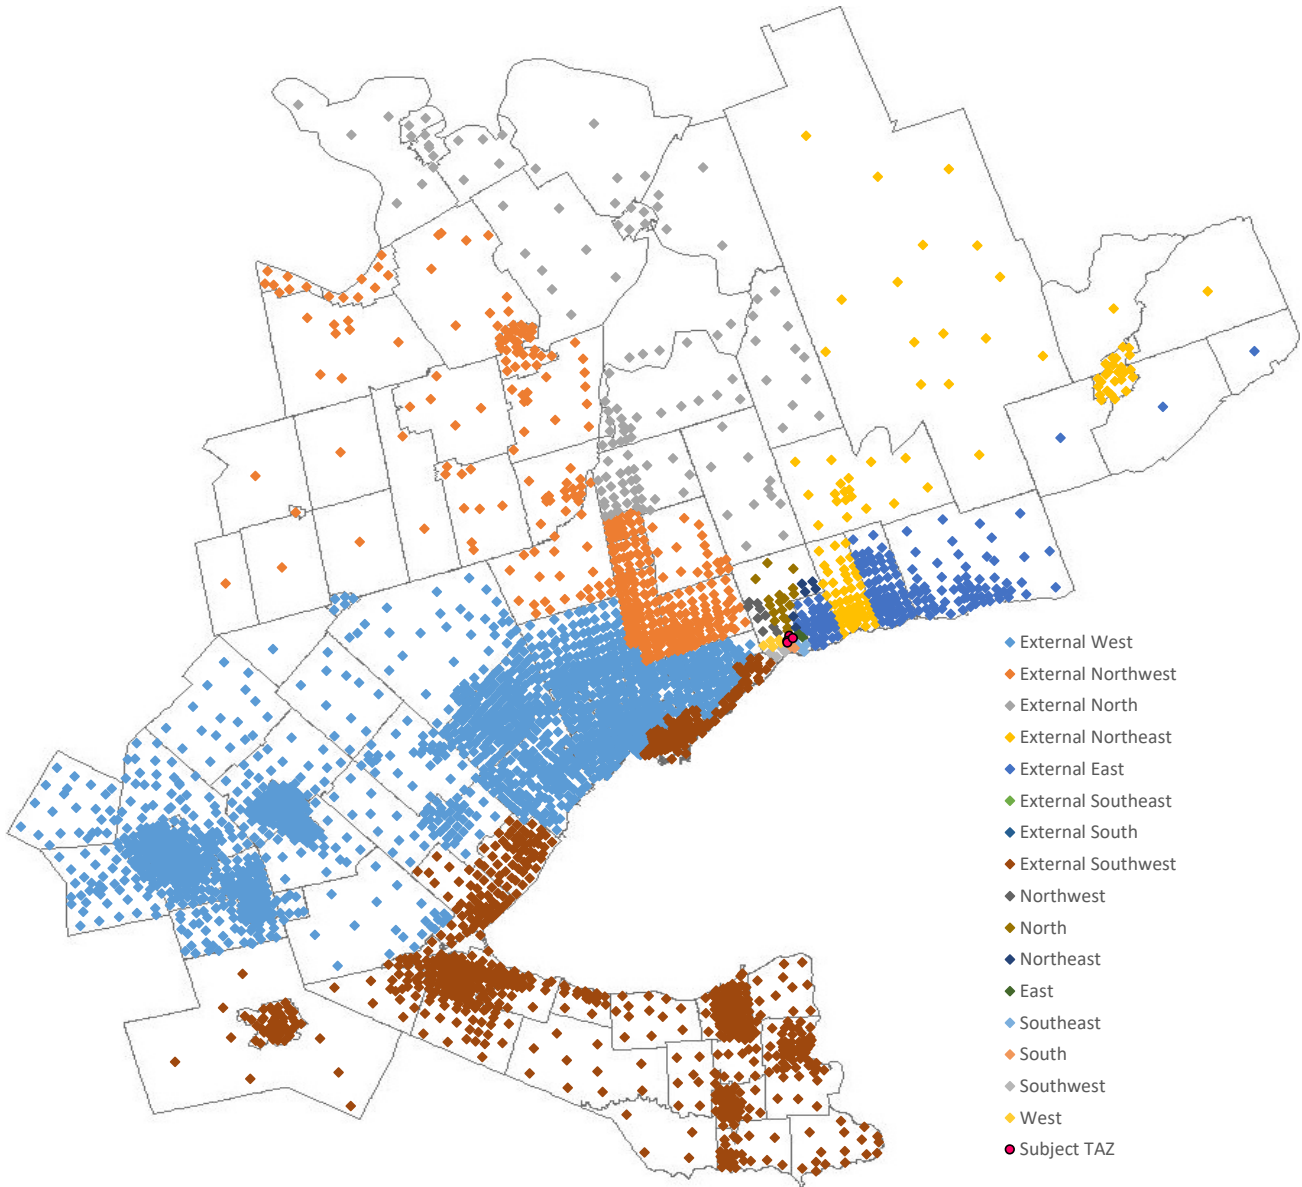 External West
External Northwest
External North
External Northeast
External East
External Southeast
External South
External Southwest
Northwest
North
Northeast
East
Southeast
South
Southwest
West
Subject TAZ